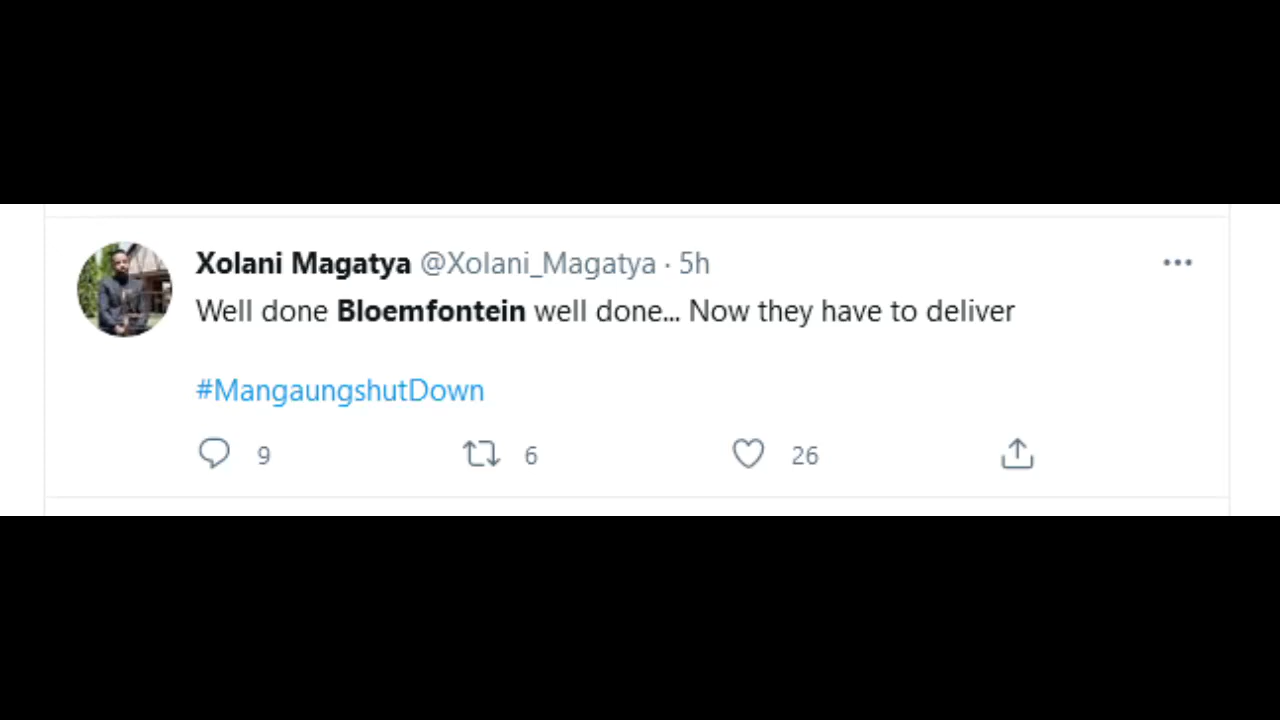 Xolani Magatya @Xolani_Magatya · 5h
Well done Bloemfontein well done... Now they have to deliver
#MangaungshutDown
9 6 26